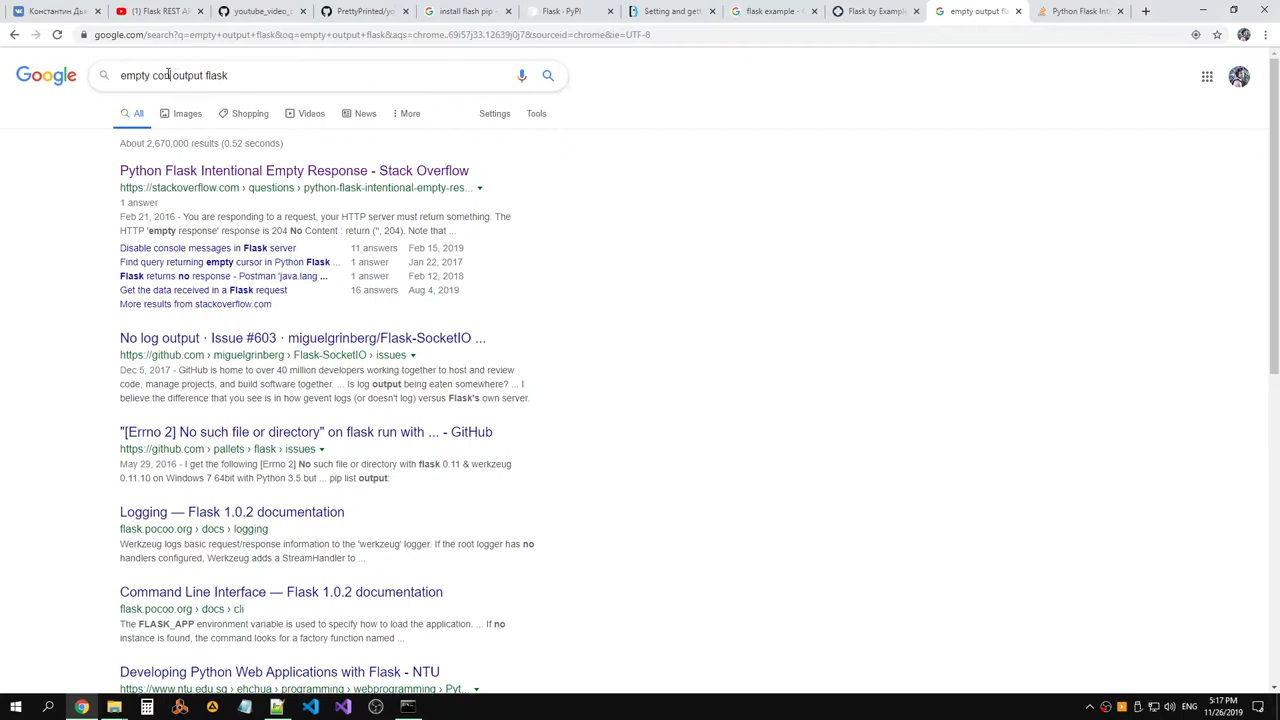 Константин Дь
(1) Flask REST AP
youtube_video_c
PrettyPrinted/yo
install flask pip -
Flask · PyPI
Setting and gett
flask example - G
Flask by Example
empty output fla
Python Flask Int
google.com/search?q=empty+output+flask&oq=empty+output+flask&aqs=chrome..69i57j33.12639j0j7&sourceid=chrome&ie=UTF-8
Google
empty con output flask
All
Images
Shopping
Videos
News
More
Settings
Tools
About 2,670,000 results (0.52 seconds)
Python Flask Intentional Empty Response - Stack Overflow
https://stackoverflow.com › questions › python-flask-intentional-empty-res...
1 answer
Feb 21, 2016 - You are responding to a request, your HTTP server must return something. The
HTTP 'empty response' response is 204 No Content : return ('', 204). Note that ...
Disable console messages in Flask server 11 answers Feb 15, 2019
Find query returning empty cursor in Python Flask ... 1 answer Jan 22, 2017
Flask returns no response - Postman 'java.lang ... 1 answer Feb 12, 2018
Get the data received in a Flask request 16 answers Aug 4, 2019
More results from stackoverflow.com
No log output · Issue #603 · miguelgrinberg/Flask-SocketIO ...
https://github.com › miguelgrinberg › Flask-SocketIO › issues
Dec 5, 2017 - GitHub is home to over 40 million developers working together to host and review
code, manage projects, and build software together. ... Is log output being eaten somewhere? ... I
believe the difference that you see is in how gevent logs (or doesn't log) versus Flask's own server.
"[Errno 2] No such file or directory" on flask run with ... - GitHub
https://github.com › pallets › flask › issues
May 29, 2016 - I get the following [Errno 2] No such file or directory with flask 0.11 & werkzeug
0.11.10 on Windows 7 64bit with Python 3.5 but ... pip list output:
Logging — Flask 1.0.2 documentation
flask.pocoo.org › docs › logging
Werkzeug logs basic request/response information to the 'werkzeug' logger. If the root logger has no
handlers configured, Werkzeug adds a StreamHandler to ...
Command Line Interface — Flask 1.0.2 documentation
flask.pocoo.org › docs › cli
The FLASK_APP environment variable is used to specify how to load the application. ... If no
instance is found, the command looks for a factory function named ...
Developing Python Web Applications with Flask - NTU
https://www.ntu.edu.sg › ehchua › programming › webprogramming › Pyt...
ENG
5:17 PM
11/26/2019